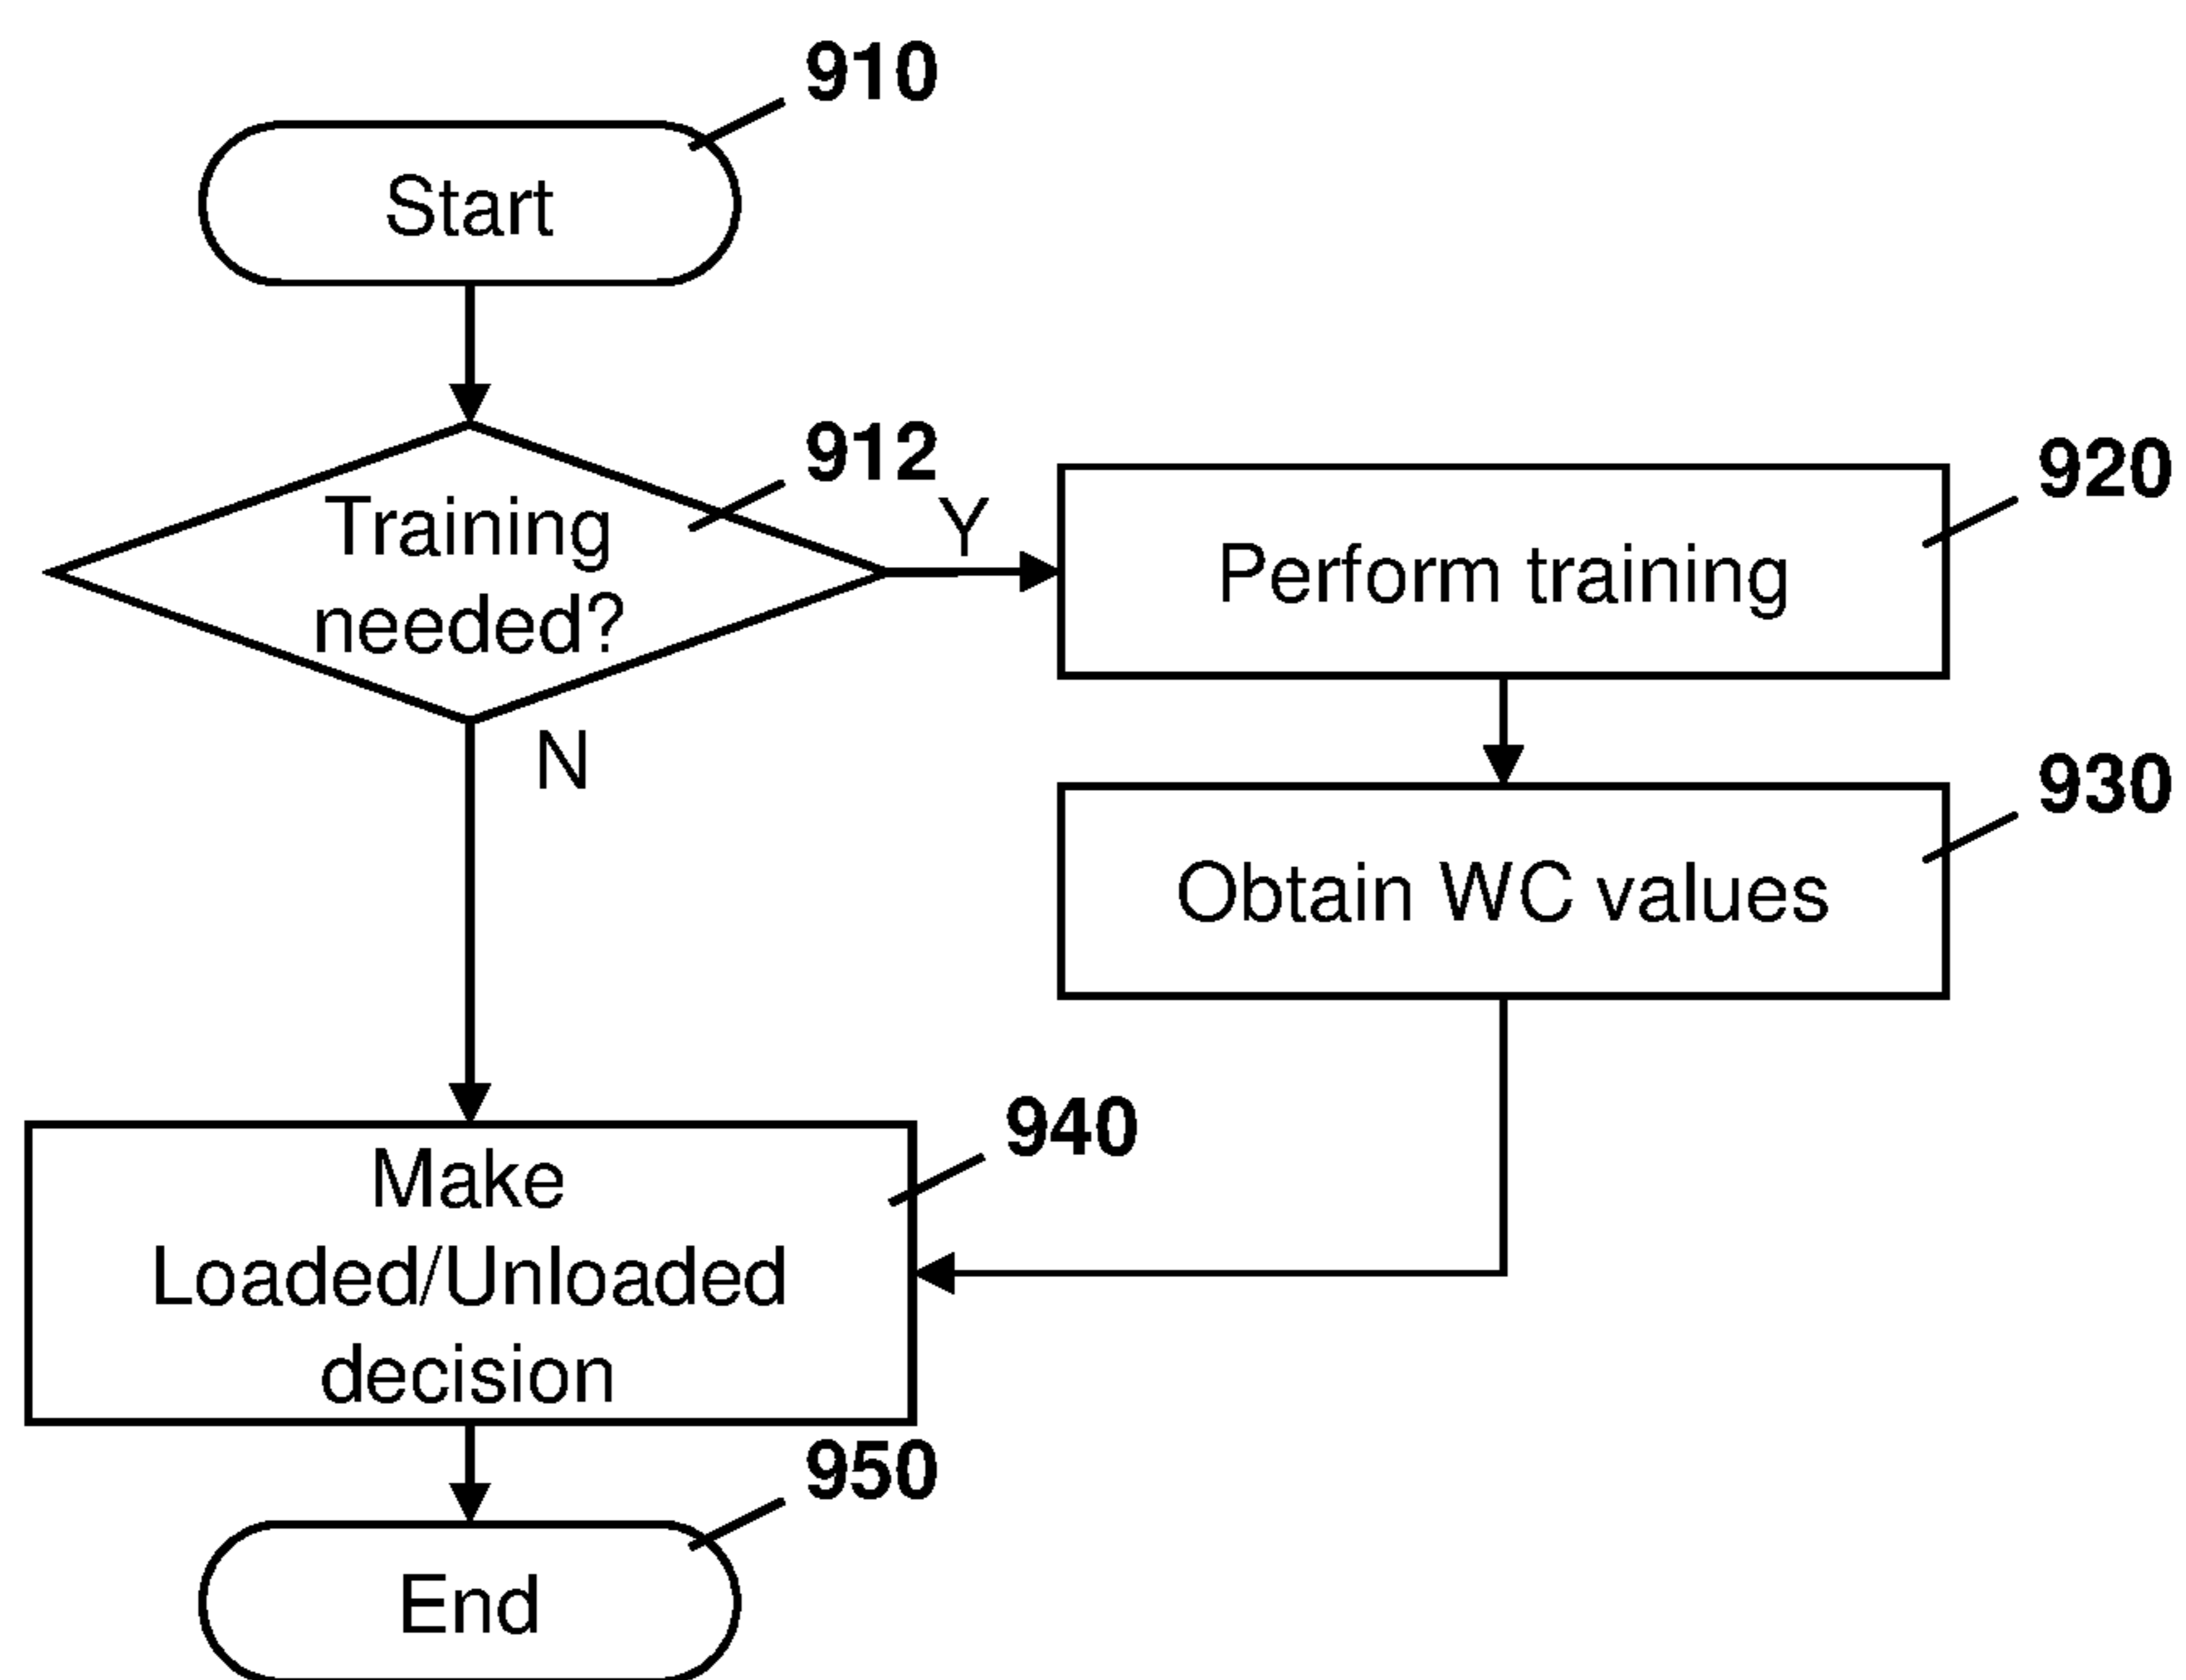 910
Start
912
Training
needed?
Y
920
Perform training
N
930
Obtain WC values
940
Make
Loaded/Unloaded
decision
950
End